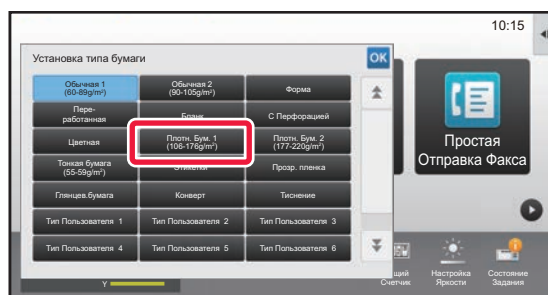 10:15
Установка типа бумаги
OK
Обычная 1
(60-89g/m²)
Обычная 2
(90-105g/m²)
Форма
Пере-
работанная
Бланк
С Перфорацией
Цветная
Плотн. Бум. 1
(106-176g/m²)
Плотн. Бум. 2
(177-220g/m²)
Тонкая бумага
(55-59g/m²)
Этикетки
Прозр. пленка
Глянцев.бумага
Конверт
Тиснение
Тип Пользователя 1
Тип Пользователя 2
Тип Пользователя 3
Тип Пользователя 4
Тип Пользователя 5
Тип Пользователя 6
Простая
Отправка Факса
Y
Счетчик
Настройка
Яркости
Состояние
Задания